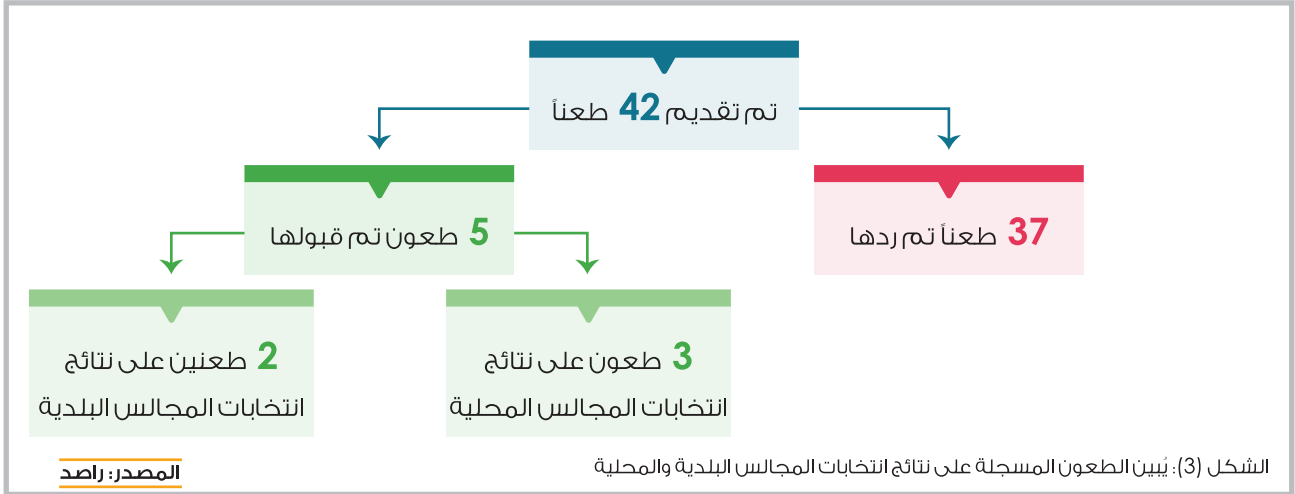 تم تقديم 42 طعناً
37 طعناً تم ردها
5 طعون تم قبولها
3 طعون على نتائج
انتخابات المجالس المحلية
2 طعنين على نتائج
انتخابات المجالس البلدية
الشكل (3): يُبين الطعون المسجلة على نتائج انتخابات المجالس البلدية والمحلية
المصدر: راصد